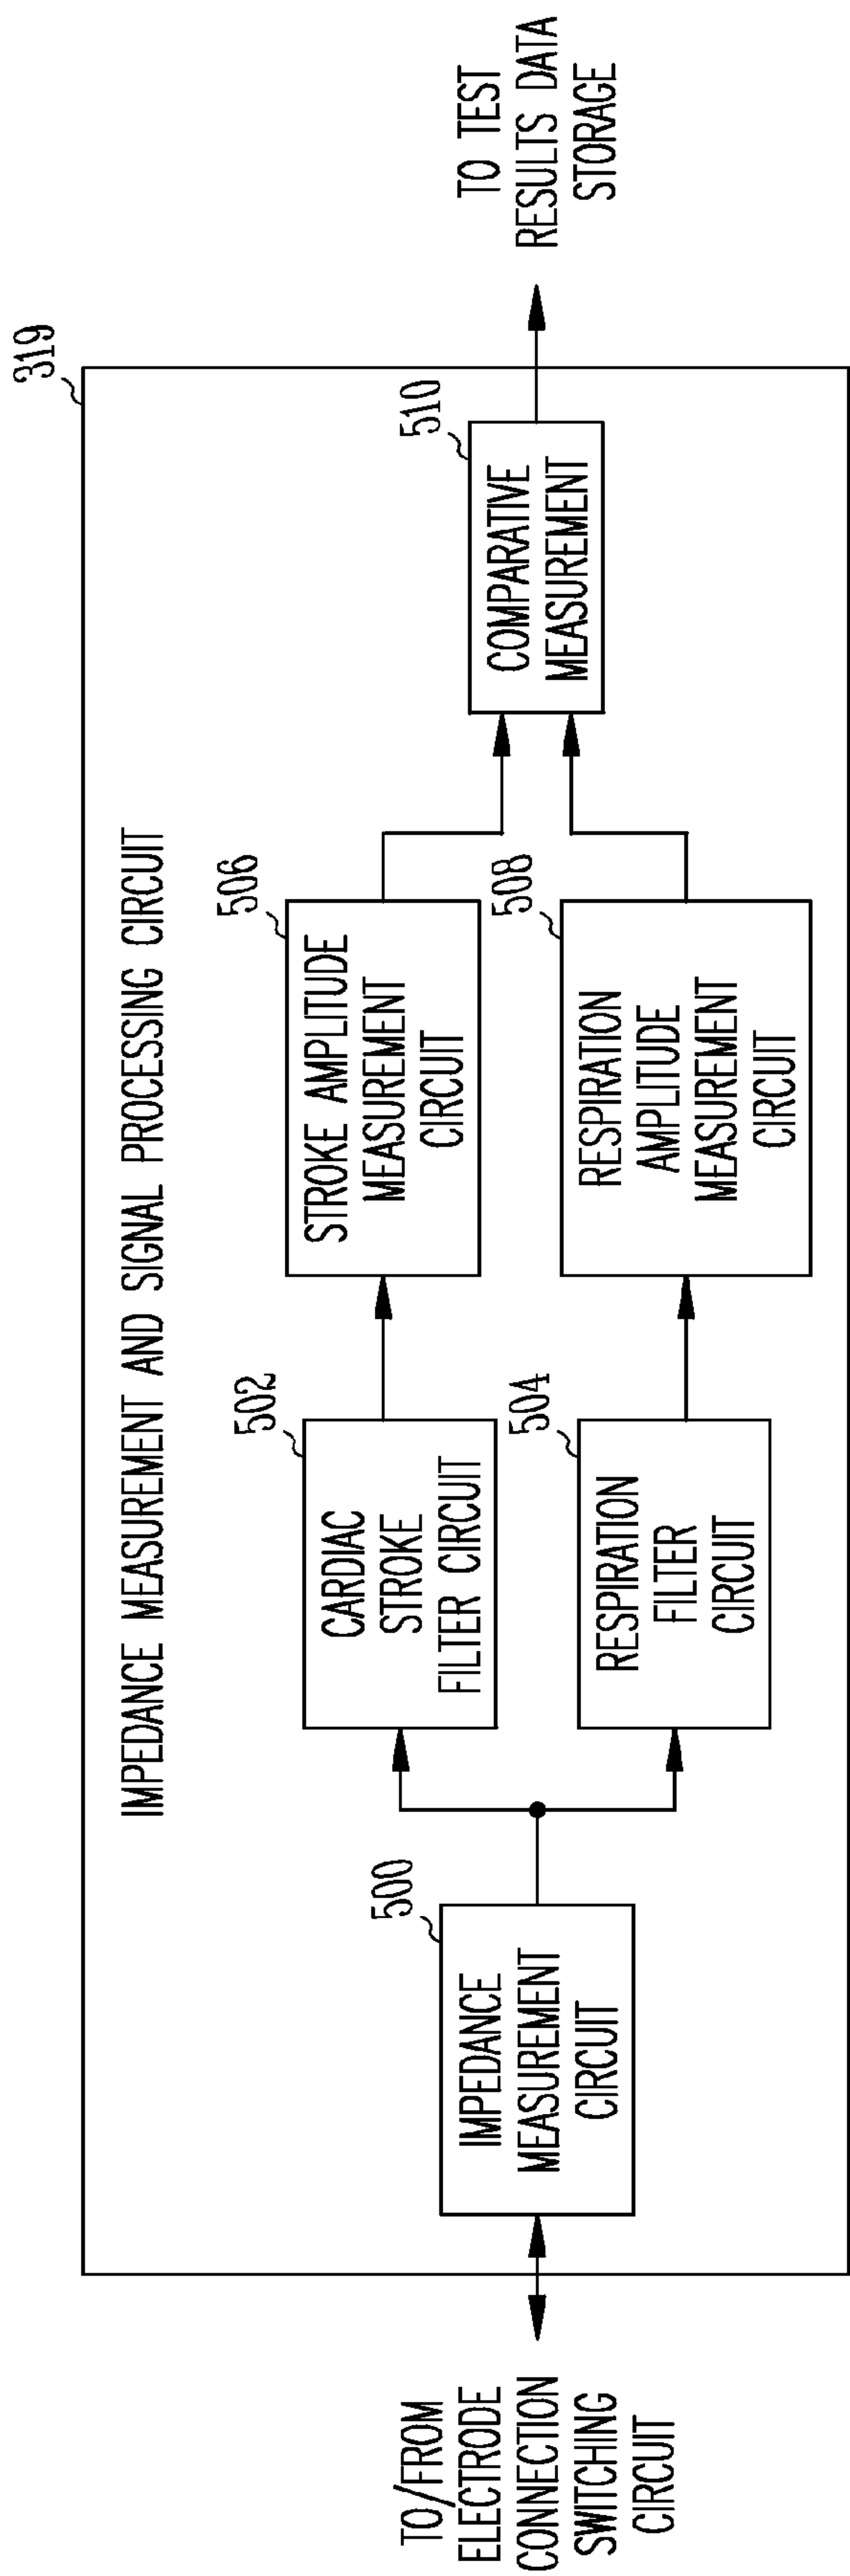 319
IMPEDANCE MEASUREMENT AND SIGNAL PROCESSING CIRCUIT
TO/FROM
ELECTRODE
CONNECTION
SWITCHING
CIRCUIT
500
IMPEDANCE
MEASUREMENT
CIRCUIT
502
CARDIAC
STROKE
FILTER CIRCUIT
504
RESPIRATION
FILTER
CIRCUIT
506
STROKE AMPLITUDE
MEASUREMENT
CIRCUIT
508
RESPIRATION
AMPLITUDE
MEASUREMENT
CIRCUIT
510
COMPARATIVE
MEASUREMENT
TO TEST
RESULTS DATA
STORAGE